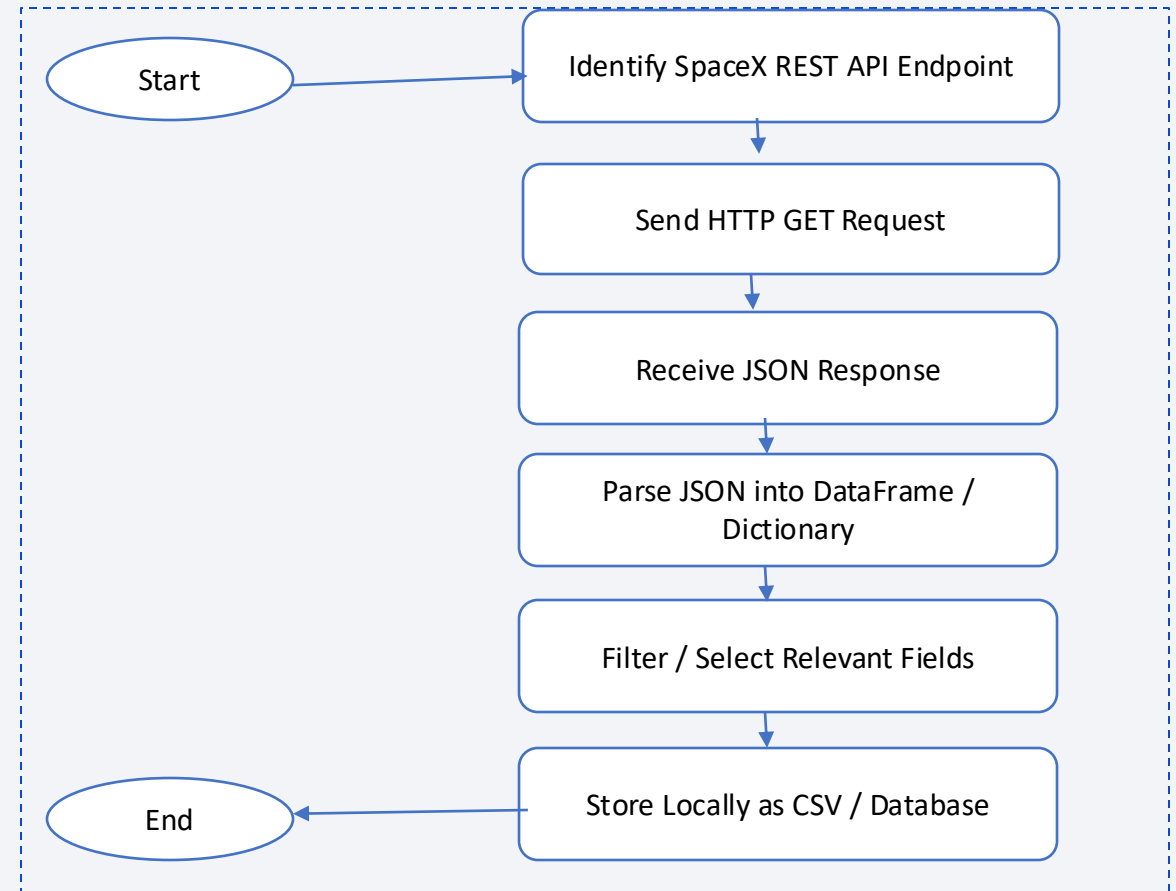 Start
Identify SpaceX REST API Endpoint
Send HTTP GET Request
Receive JSON Response
Parse JSON into DataFrame /
Dictionary
Filter / Select Relevant Fields
Store Locally as CSV / Database
End